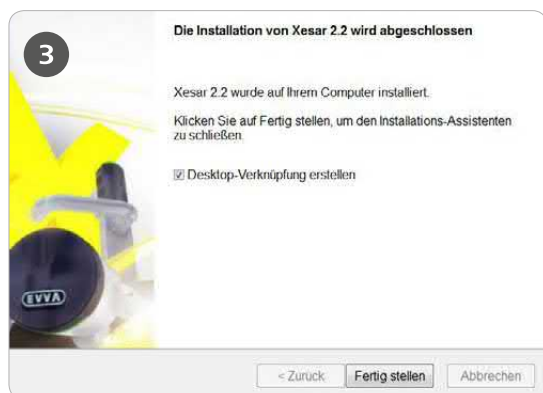 Die Installation von Xesar 2.2 wird abgeschlossen
3
Xesar 2.2 wurde auf Ihrem Computer installiert.
Klicken Sie auf Fertig stellen, um den Installations-Assistenten
zu schließen.
Desktop-Verknüpfung erstellen
EVVA
< Zurück Fertig stellen Abbrechen